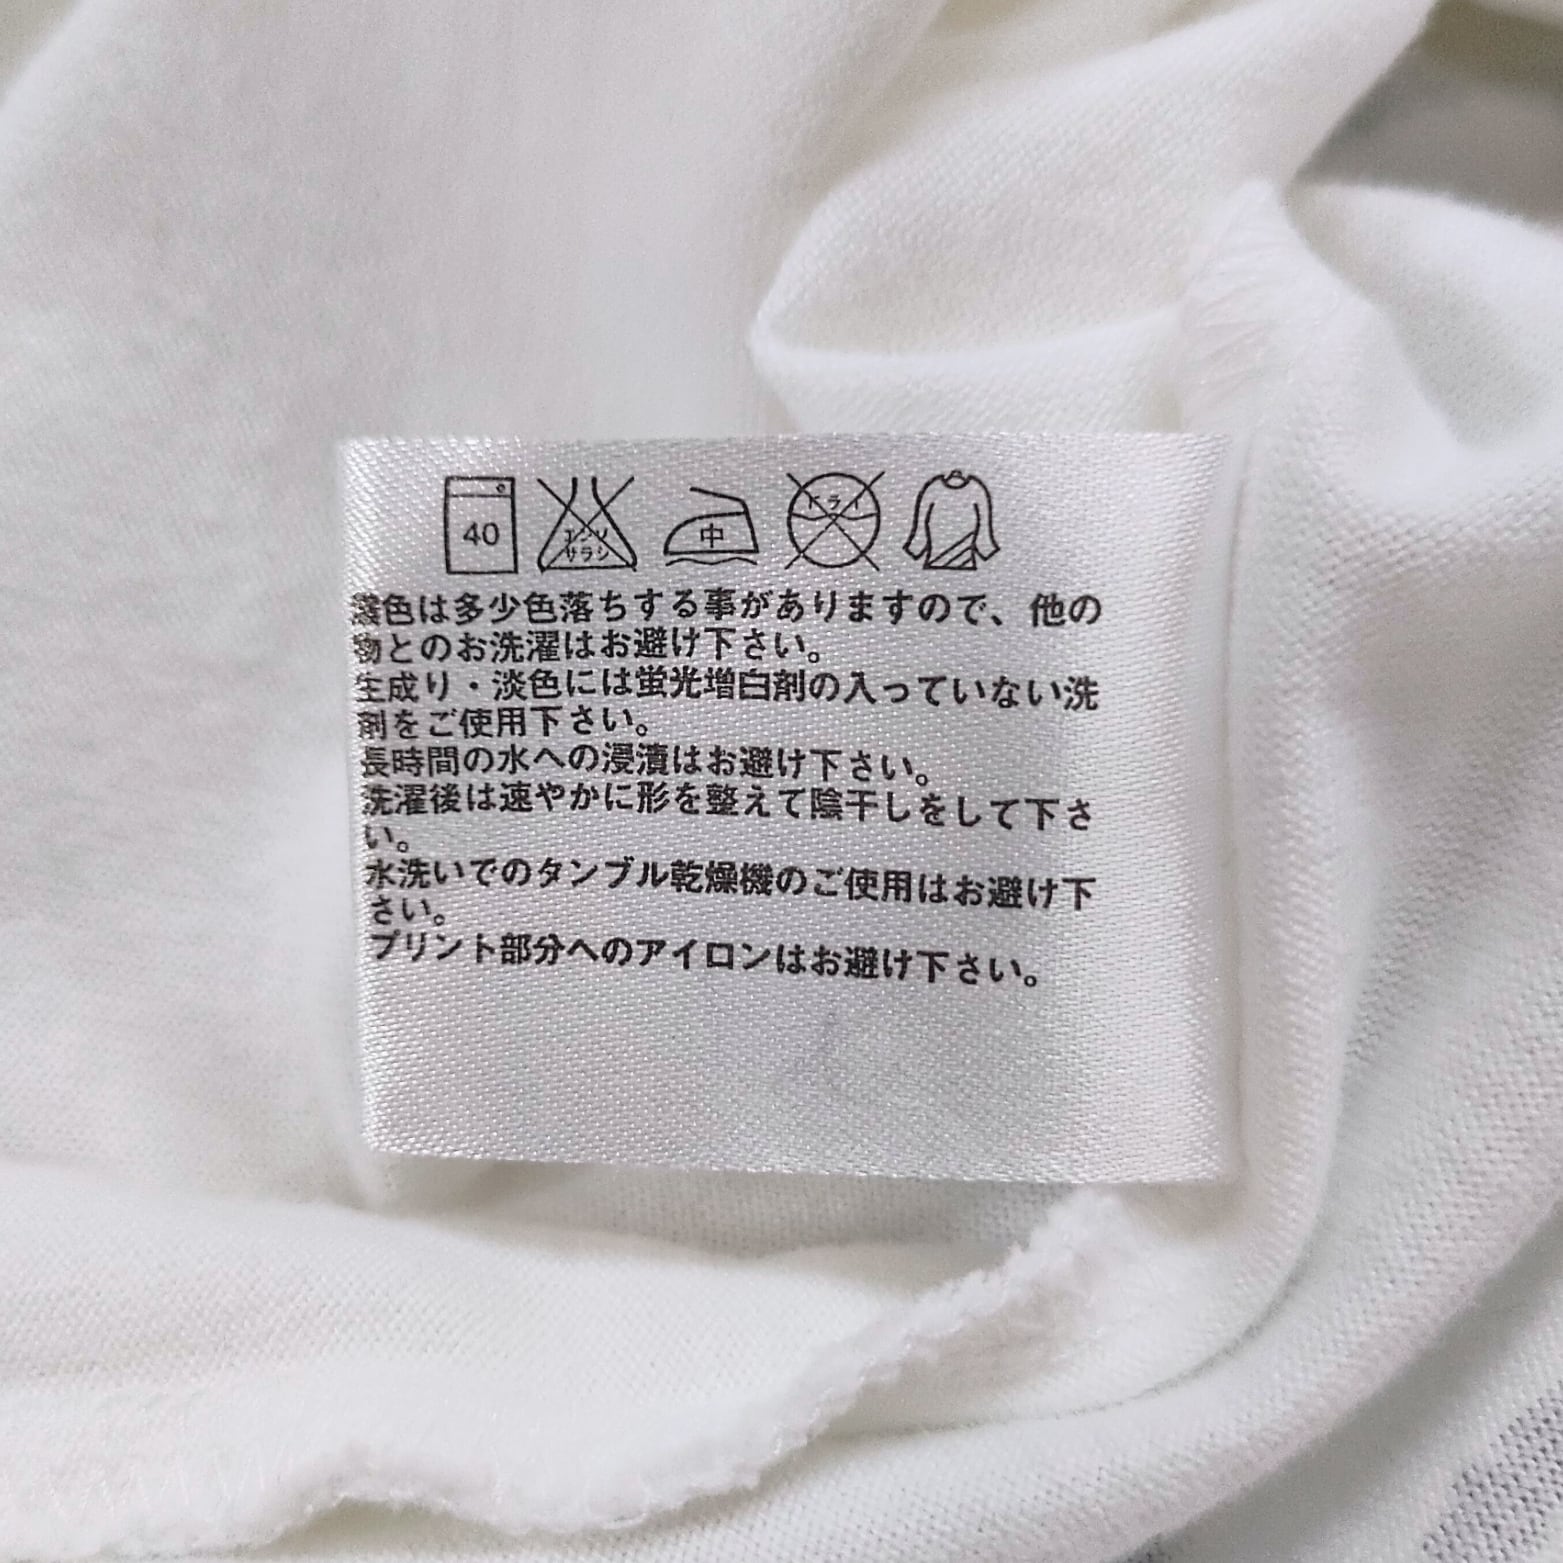 40 エンソ サラシ 中 ドライ
濃色は多少色落ちする事がありますので、他の
物とのお洗濯はお避け下さい。
生成り・淡色には蛍光増白剤の入っていない洗
剤をご使用下さい。
長時間の水への浸漬はお避け下さい。
洗濯後は速やかに形を整えて陰干しをして下さ
い。
水洗いでのタンブル乾燥機のご使用はお避け下
さい。
プリント部分へのアイロンはお避け下さい。